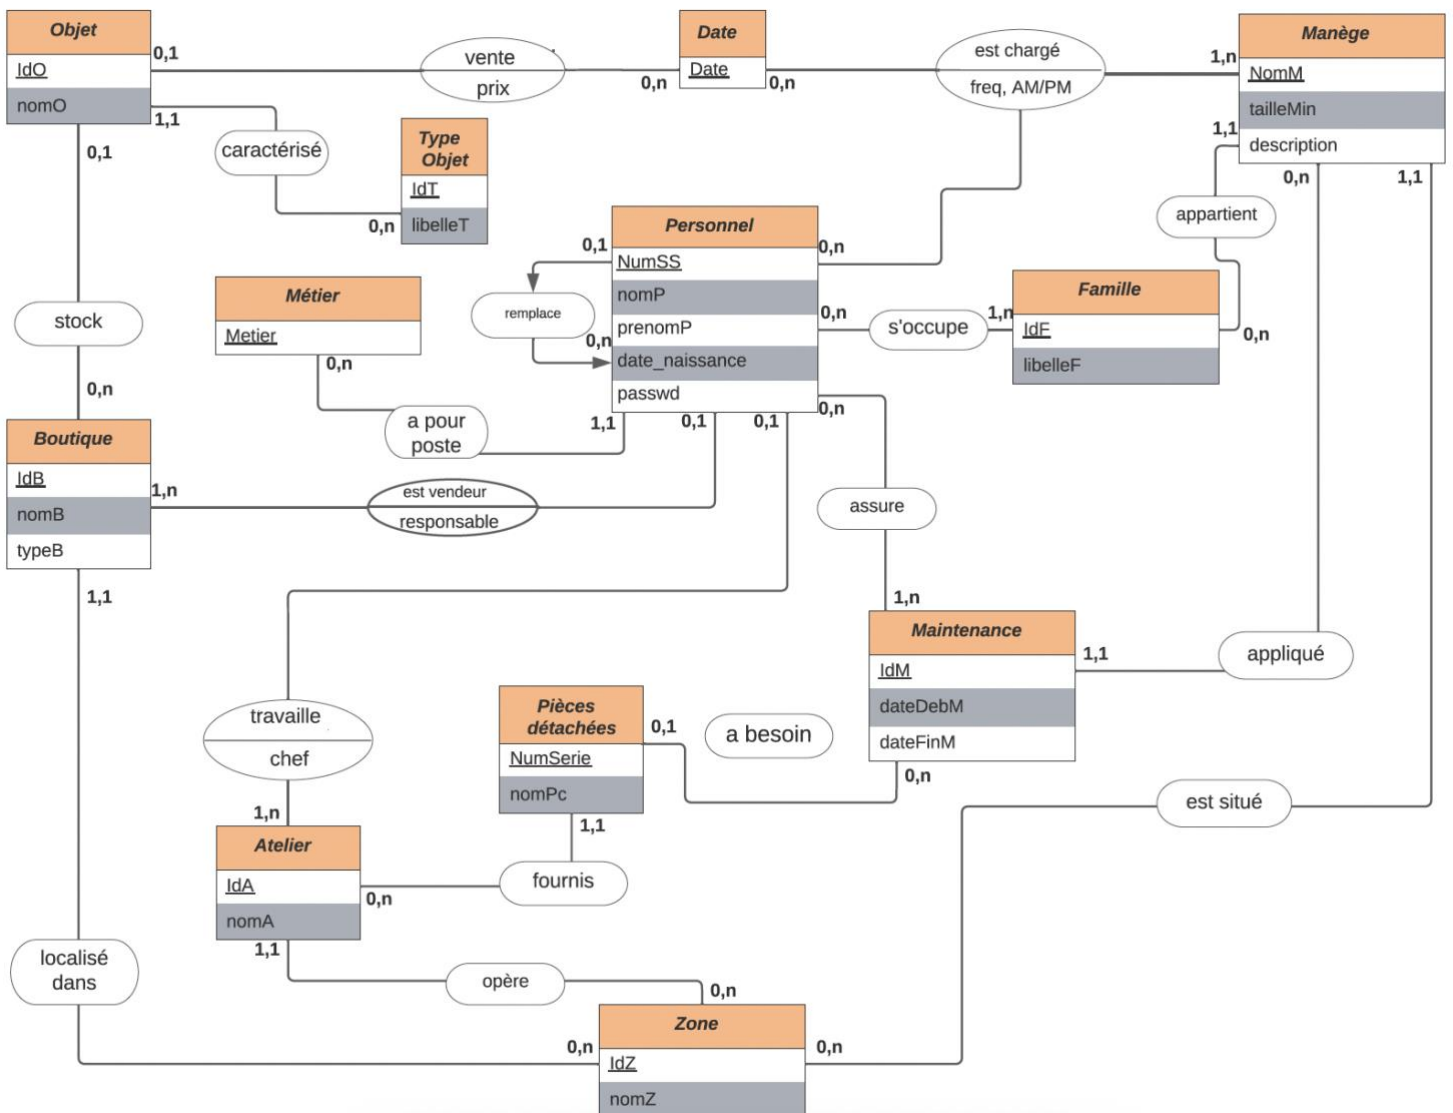 Objet
IdO
nomO
0,1
1,1
0,1
vente
prix
0,n
Date
Date
0,n
est chargé
freq, AM/PM
1,n
Manège
NomM
tailleMin
description
1,1
0,n
1,1
caractérisé
Type
Objet
IdT
libelleT
0,n
appartient
Personnel
NumSS
nomP
prenomP
date_naissance
passwd
0,1
0,n
remplace
0,n
0,n
s'occupe
1,n
Famille
IdF
libelleF
0,n
Métier
Metier
0,n
stock
0,n
a pour
poste
1,1
0,1
0,1
0,n
Boutique
IdB
nomB
typeB
1,n
est vendeur
responsable
assure
1,1
1,n
Maintenance
IdM
dateDebM
dateFinM
1,1
appliqué
0,n
travaille
chef
Pièces
détachées
NumSerie
nomPc
0,1
a besoin
1,1
est situé
1,n
Atelier
IdA
nomA
0,n
fournis
1,1
localisé
dans
opère
0,n
Zone
IdZ
nomZ
0,n
0,n